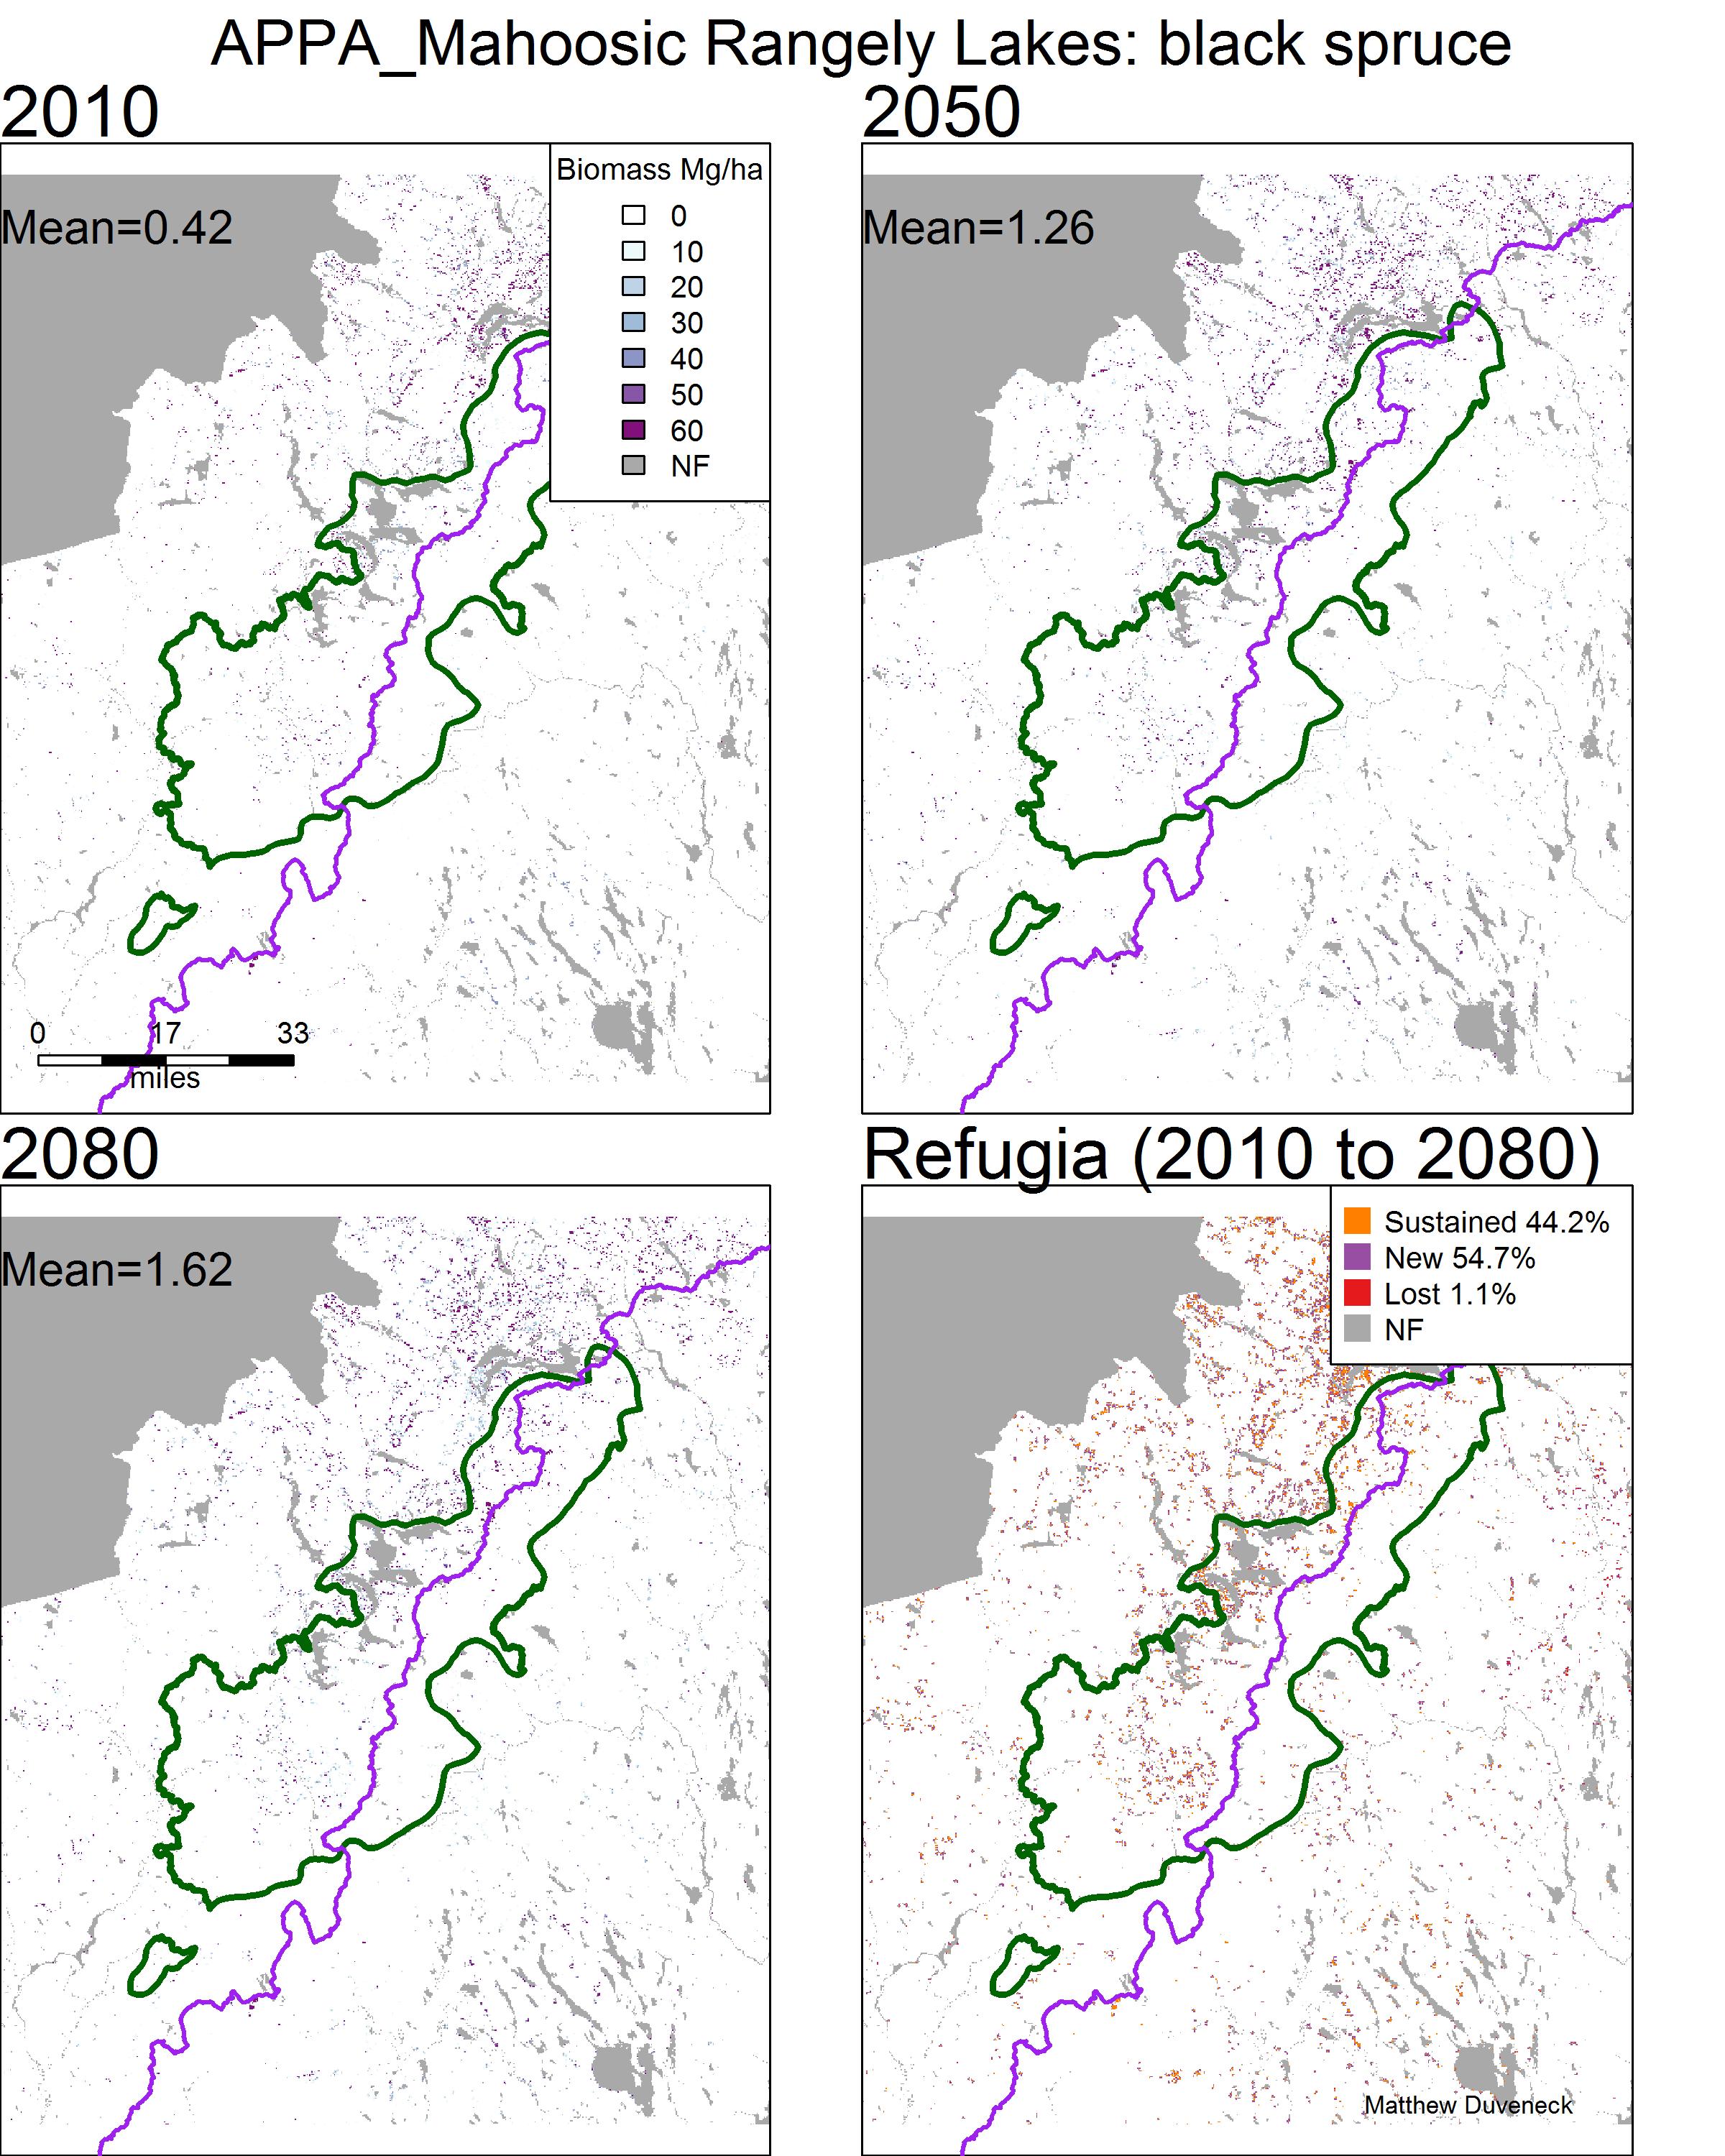 APPA_Mahoosic Rangely Lakes: black spruce
2010
Mean=0.42
Biomass Mg/ha
0
10
20
30
40
50
60
NF
0 17 33
miles
2050
Mean=1.26
2080
Mean=1.62
Refugia (2010 to 2080)
Sustained 44.2%
New 54.7%
Lost 1.1%
NF
Matthew Duveneck